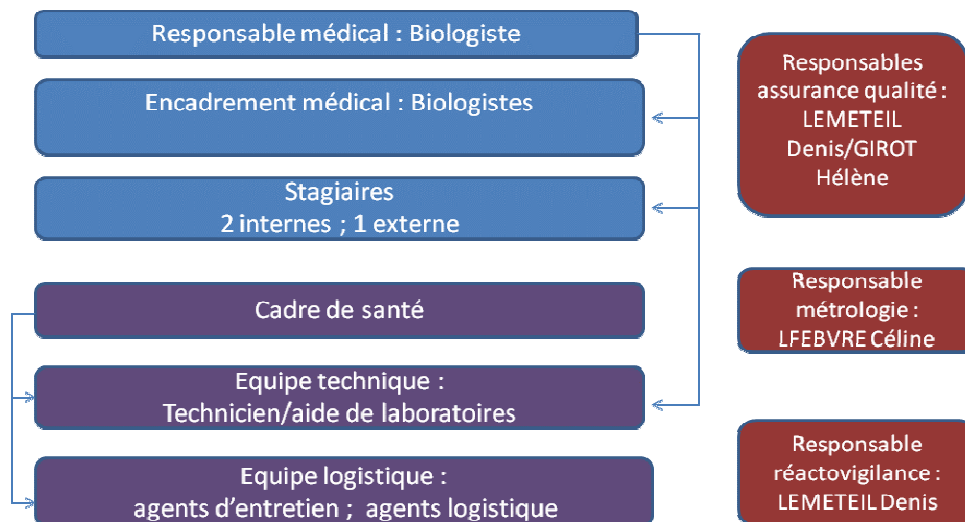 Responsable médical : Biologiste
Encadrement médical : Biologistes
Stagiaires
2 internes ; 1 externe
Cadre de santé
Equipe technique :
Technicien/aide de laboratoires
Equipe logistique :
agents d’entretien ; agents logistique
Responsables
assurance qualité :
LEMETEIL
Denis/GIROT
Hélène
Responsable
métrologie :
LFEBVRE Céline
Responsable
réactovigilance :
LEMETEIL Denis